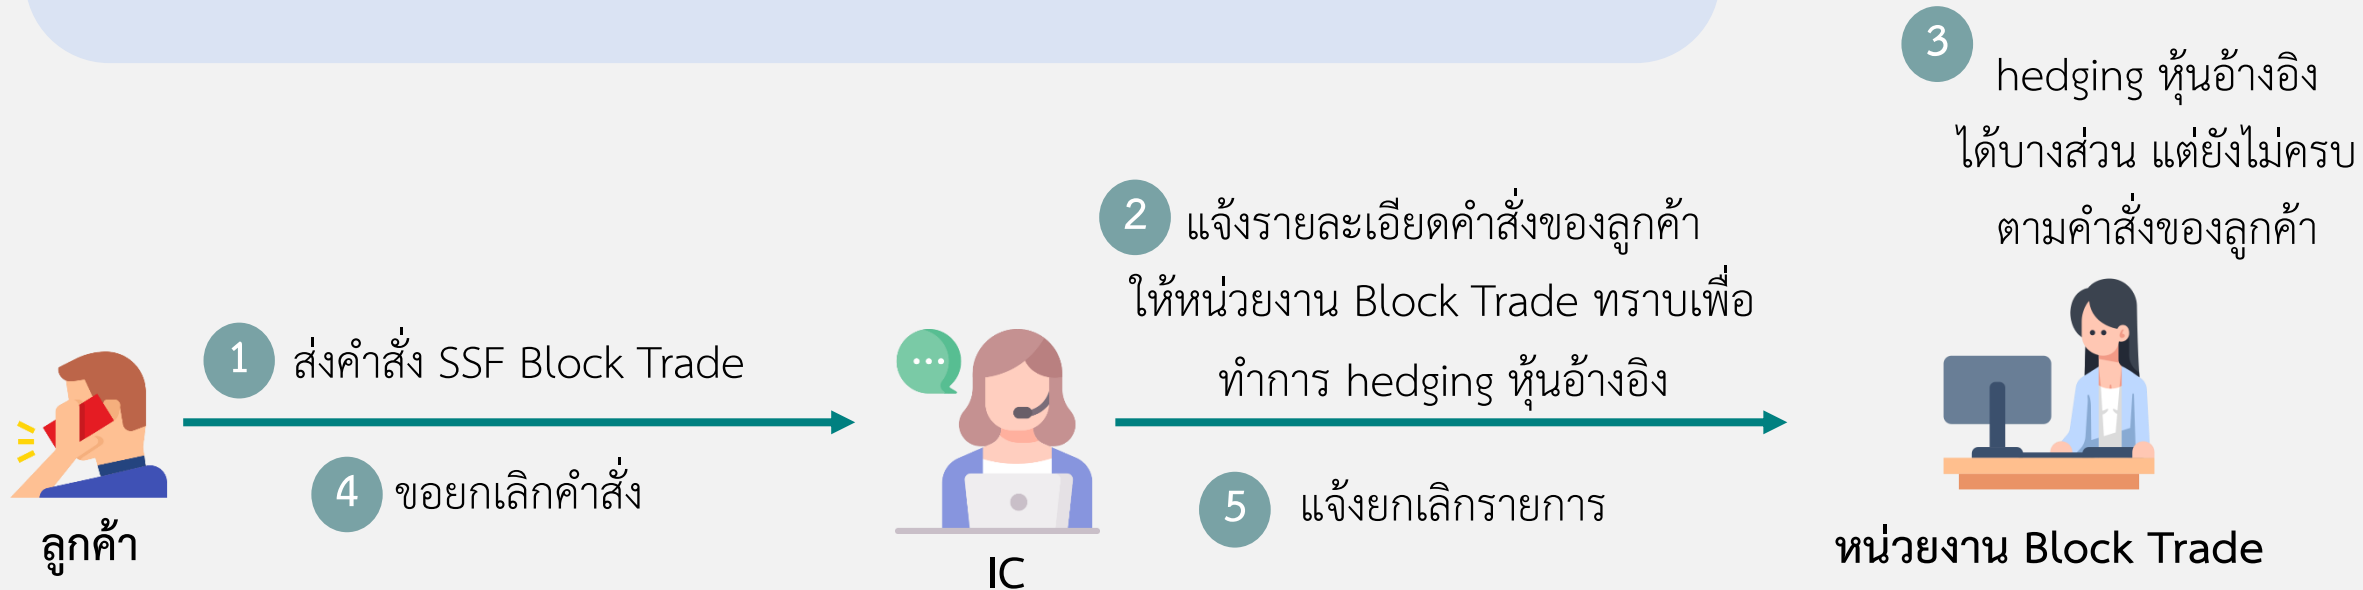 1 ส่งคำสั่ง SSF Block Trade
2 แจ้งรายละเอียดคำสั่งของลูกค้า
ให้หน่วยงาน Block Trade ทราบเพื่อ
ทำการ hedging หุ้นอ้างอิง
3 hedging หุ้นอ้างอิง
ได้บางส่วน แต่ยังไม่ครบ
ตามคำสั่งของลูกค้า
4 ขอยกเลิกคำสั่ง
5 แจ้งยกเลิกรายการ
ลูกค้า
IC
หน่วยงาน Block Trade